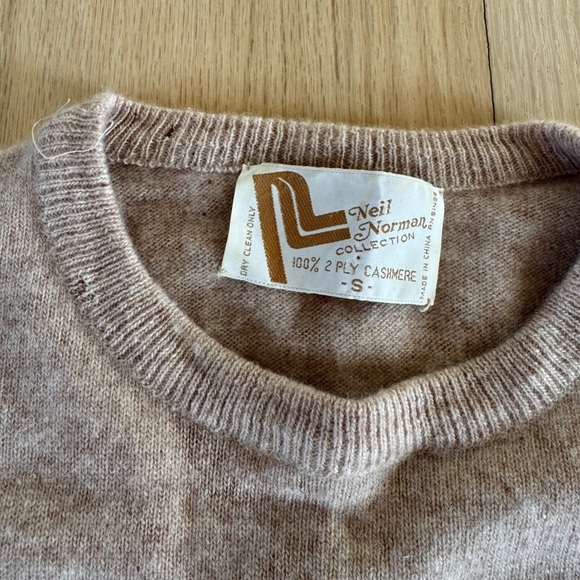 DRY CLEAN ONLY
Neil
Norman
COLLECTION
100% 2 PLY CASHMERE
-S-
MADE IN CHINA